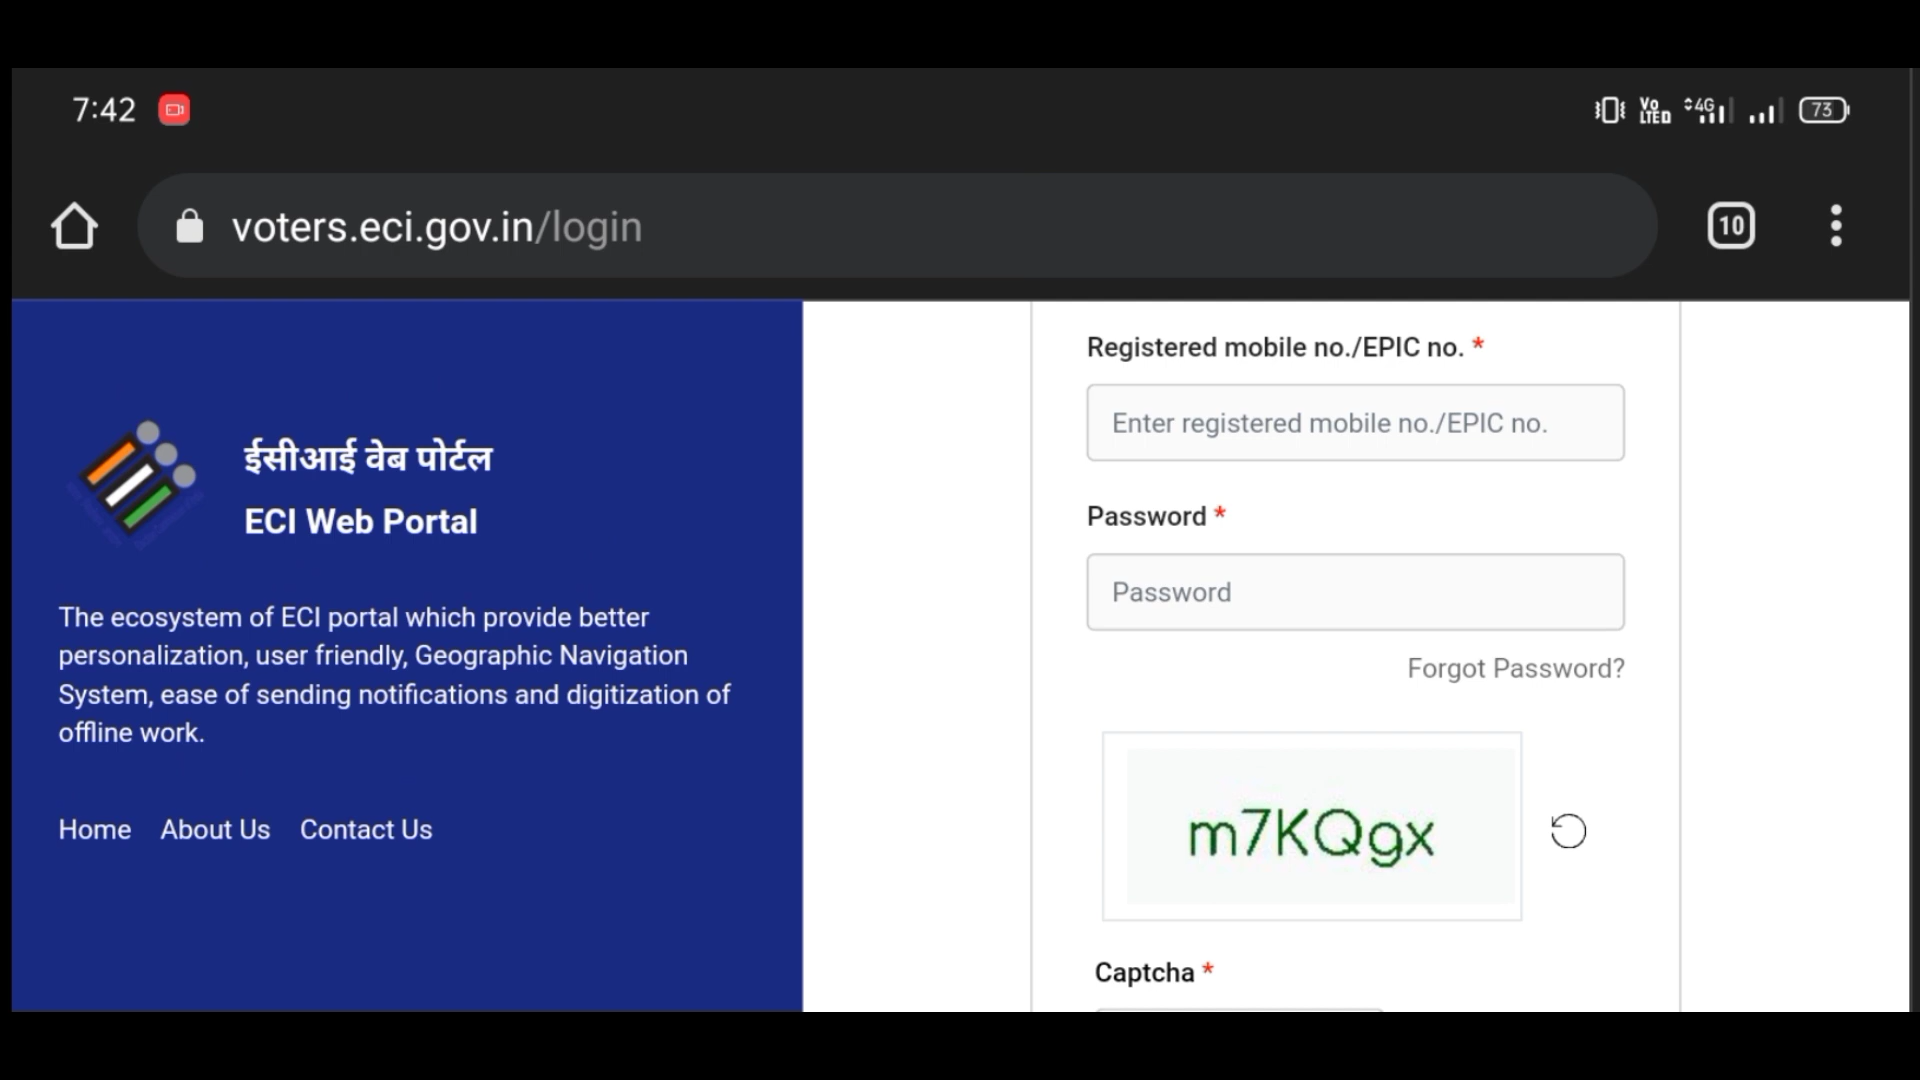 7:42
Vo LTED 4G 73
voters.eci.gov.in/login
10
ईसीआई वेब पोर्टल
ECI Web Portal
The ecosystem of ECI portal which provide better
personalization, user friendly, Geographic Navigation
System, ease of sending notifications and digitization of
offline work.
Home About Us Contact Us
Registered mobile no./EPIC no. *
Enter registered mobile no./EPIC no.
Password *
Password
Forgot Password?
m7KQgx
Captcha *